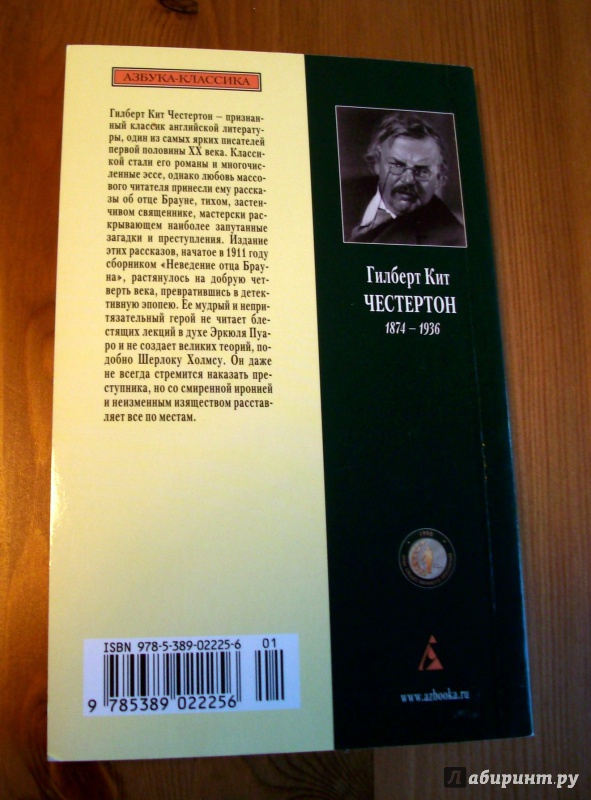 АЗБУКА-КЛАССИКА
Гилберт Кит Честертон – признан-
ный классик английской литерату-
ры, один из самых ярких писателей
первой половины XX века. Класси-
кой стали его романы и многочис-
ленные эссе, однако любовь массо-
вого читателя принесли ему расска-
зы об отце Брауне, тихом, застен-
чивом священнике, мастерски рас-
крывающем наиболее запутанные
загадки и преступления. Издание
этих рассказов, начатое в 1911 году
сборником «Неведение отца Брау-
на», растянулось на добрую чет-
верть века, превратившись в детек-
тивную эпопею. Ее мудрый и непри-
тязательный герой не читает бле-
стящих лекций в духе Эркюля Пуа-
ро и не создает великих теорий, по-
добно Шерлоку Холмсу. Он даже
не всегда стремится наказать пре-
ступника, но со смиренной иронией
и неизменным изяществом расстав-
ляет все по местам.
Гилберт Кит
ЧЕСТЕРТОН
1874 – 1936
ISBN 978-5-389-02225-6 01
9 785389 022256
www.azbooka.ru
Лабиринт.ру